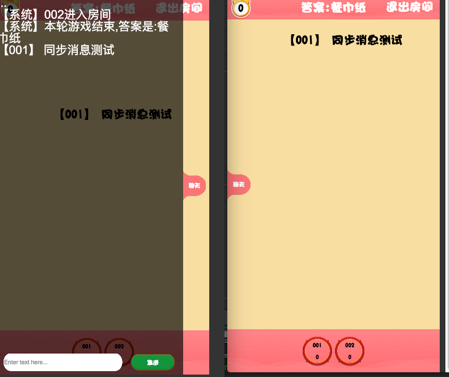 答案:餐巾纸 退出房间
【系统】002进入房间
【系统】本轮游戏结束,答案是:餐
巾纸
【001】 同步消息测试
【001】 同步消息测试
聊天
001 002
Enter text here...
发送
0 答案:餐巾纸 退出房间
【001】 同步消息测试
聊天
001 002
0 0